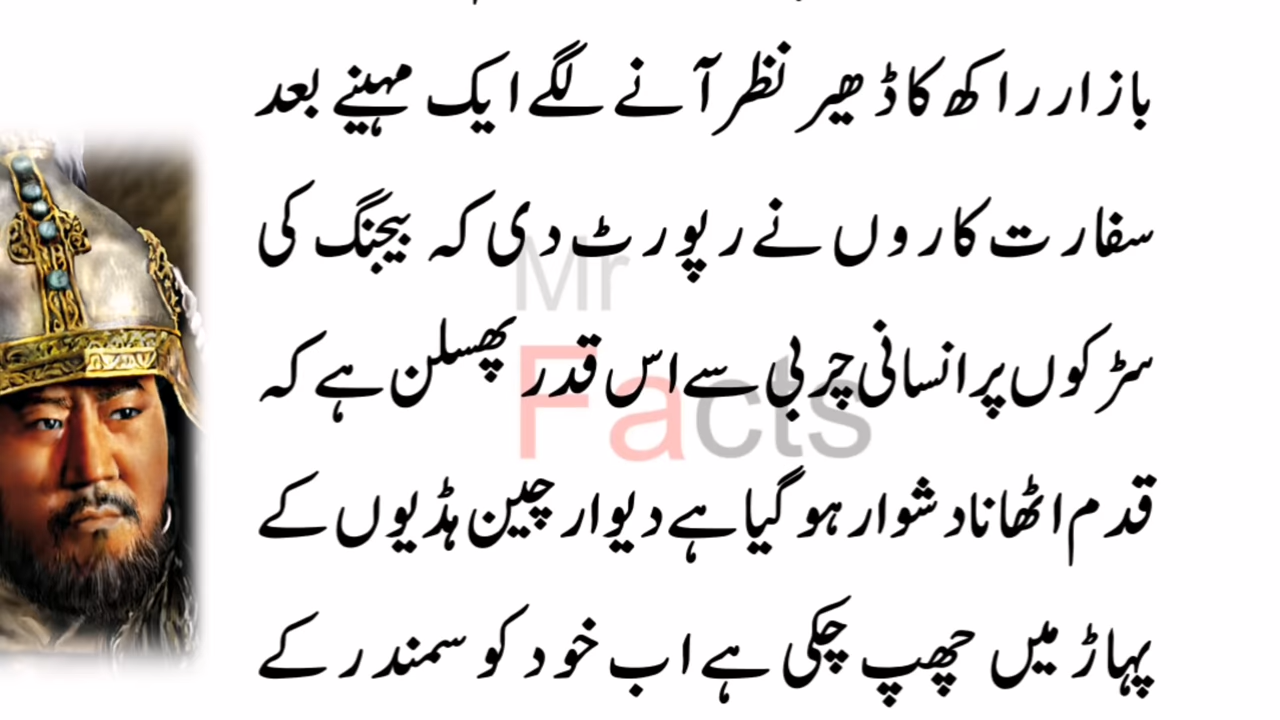 بازار راکھ کا ڈھیر نظر آنے لگے ایک مہینے بعد
سفارت کاروں نے رپورٹ دی کہ بیجنگ کی
Mr
سڑکوں پر انسانی چربی سے اس قدر پھسلن ہے کہ
Facts
قدم اٹھانا دشوار ہو گیا ہے دیوار چین ہڈیوں کے
پہاڑ میں چھپ چکی ہے اب خود کو سمندر کے